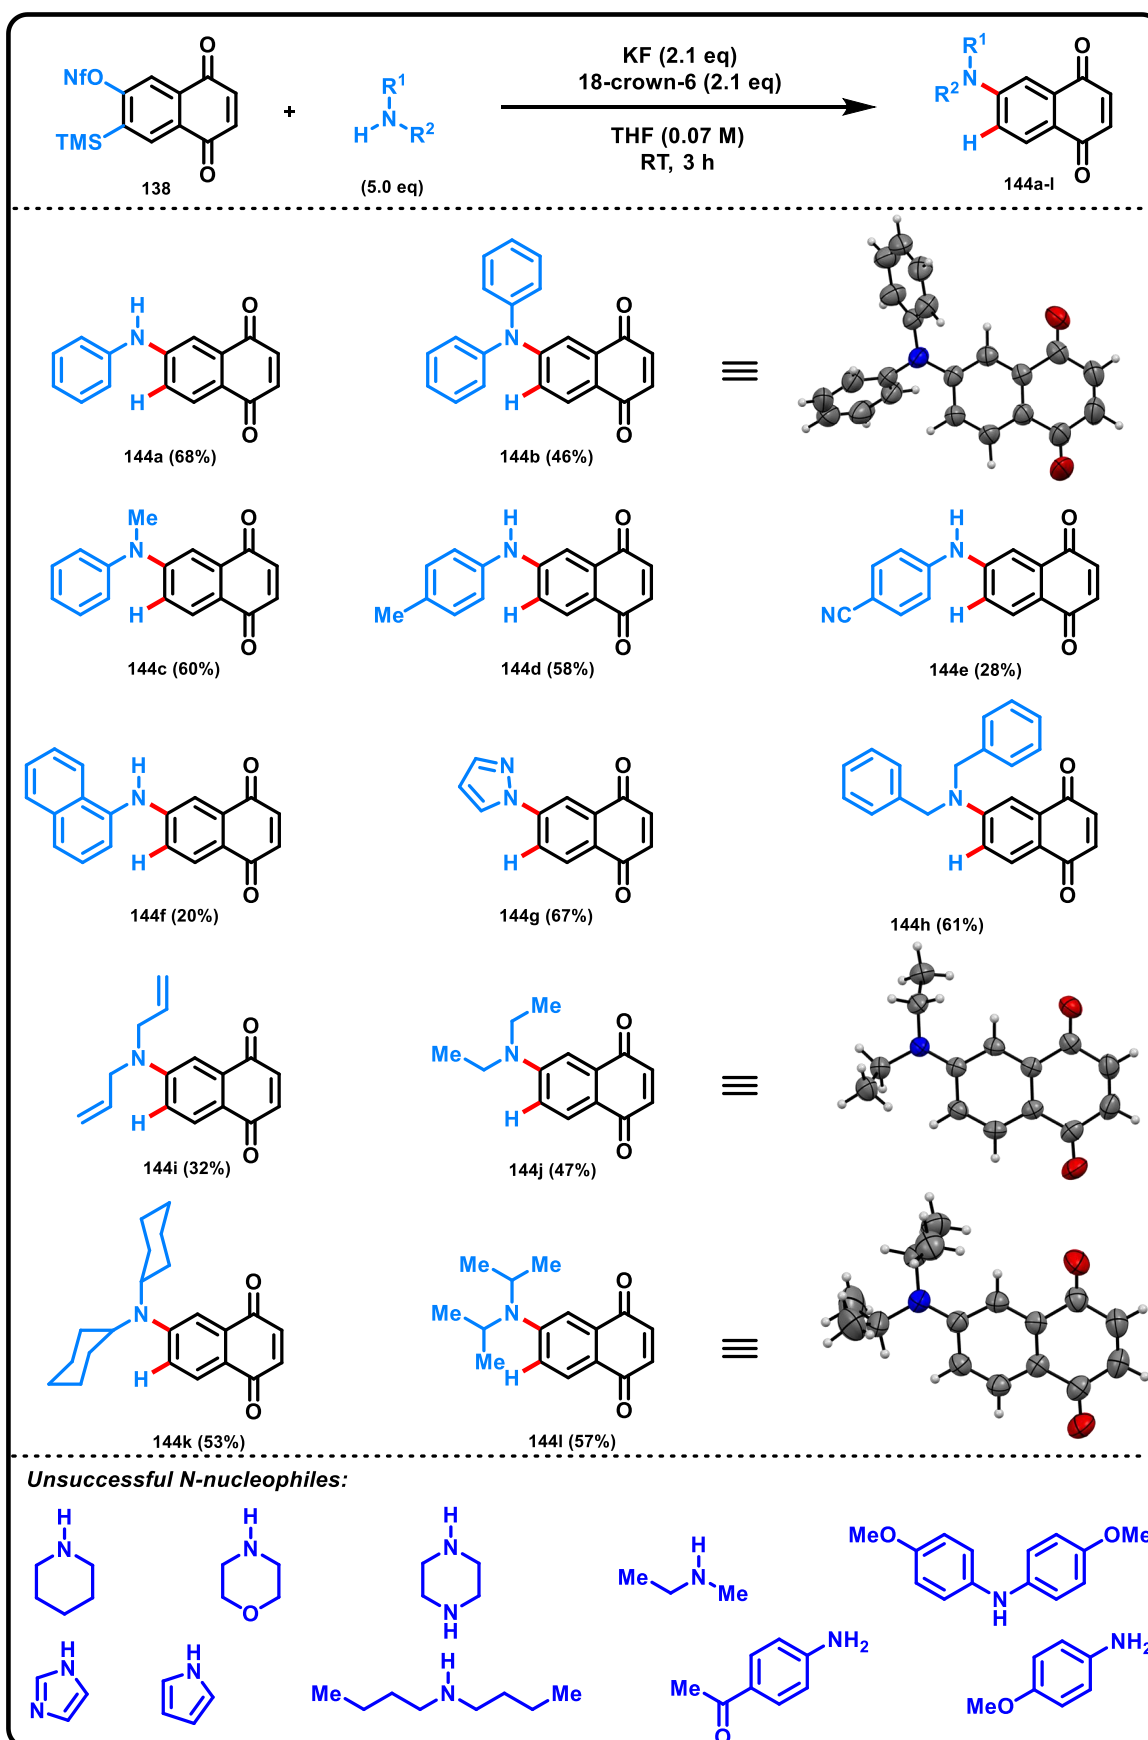 NfO
TMS
O
O
138
+
R¹
N
H
R²
(5.0 eq)
KF (2.1 eq)
18-crown-6 (2.1 eq)
THF (0.07 M)
RT, 3 h
R¹
N
R²
H
O
O
144a-l
H
N
H
O
O
144a (68%)
N
H
O
O
144b (46%)
Me
N
H
O
O
144c (60%)
H
N
Me
H
O
O
144d (58%)
H
N
NC
H
O
O
144e (28%)
H
N
H
O
O
144f (20%)
N
N
H
O
O
144g (67%)
N
H
O
O
144h (61%)
N
H
O
O
144i (32%)
Me
Me
N
H
O
O
144j (47%)
N
H
O
O
144k (53%)
Me
Me
Me
N
Me
H
O
O
144l (57%)
Unsuccessful N-nucleophiles:
H
N
H
N
O
H
N
N
H
H
Me
N
Me
MeO
OMe
N
H
H
N
N
H
N
H
Me
N
Me
NH₂
Me
O
NH₂
MeO